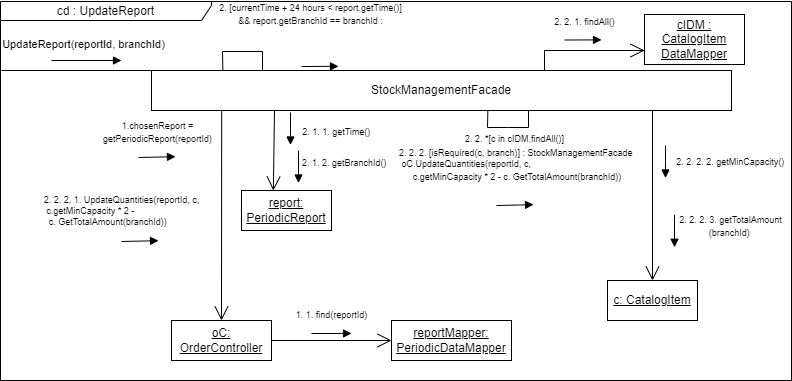 cd : UpdateReport
2. [currentTime + 24 hours < report.getTime()]
&& report.getBranchId == branchId :
2. 2. 1. findAll()
cIDM :
CatalogItem
DataMapper
UpdateReport(reportId, branchId)
StockManagementFacade
1.chosenReport =
getPeriodicReport(reportId)
2. 1. 1. getTime()
2. 1. 2. getBranchId()
2. 2. *[c in cIDM.findAll()]
2. 2. 2. [isRequired(c, branch)] : StockManagementFacade
oC.UpdateQuantities(reportId, c,
c.getMinCapacity * 2 - c. GetTotalAmount(branchId))
2. 2. 2. 2. getMinCapacity()
2. 2. 2. 1. UpdateQuantities(reportId, c,
c.getMinCapacity * 2 -
c. GetTotalAmount(branchId))
report:
PeriodicReport
2. 2. 2. 3. getTotalAmount
(branchId)
c: CatalogItem
1. 1. find(reportId)
oC:
OrderController
reportMapper:
PeriodicDataMapper